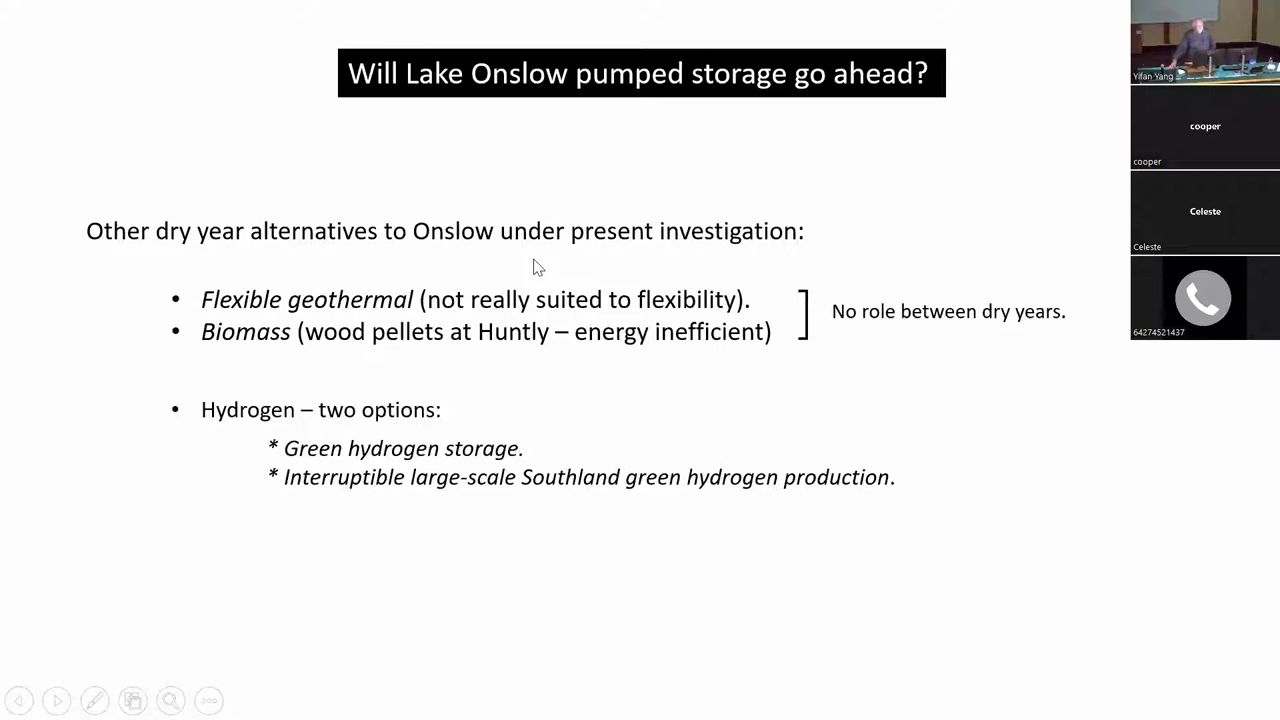 Will Lake Onslow pumped storage go ahead?
Other dry year alternatives to Onslow under present investigation:
• Flexible geothermal (not really suited to flexibility).
• Biomass (wood pellets at Huntly – energy inefficient)
No role between dry years.
• Hydrogen – two options:
* Green hydrogen storage.
* Interruptible large-scale Southland green hydrogen production.
Yifan Yang
cooper
cooper
Celeste
Celeste
64274521437